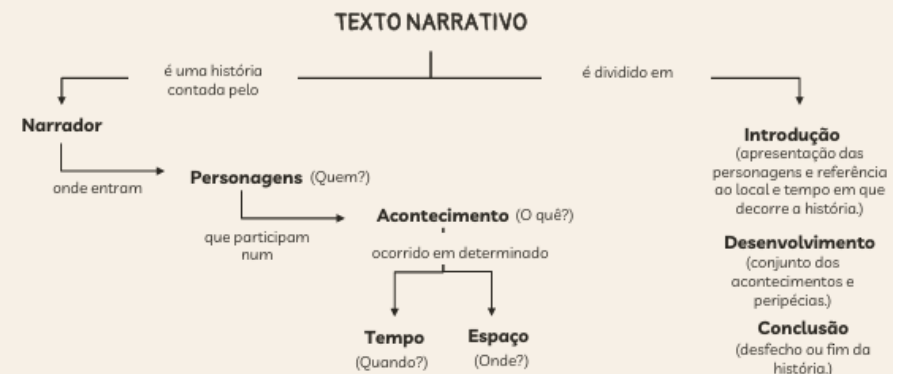 TEXTO NARRATIVO
é uma história
contada pelo
é dividido em
Narrador
onde entram
Personagens (Quem?)
que participam
num
Acontecimento (O quê?)
ocorrido em determinado
Tempo
(Quando?)
Espaço
(Onde?)
Introdução
(apresentação das
personagens e referência
ao local e tempo em que
decorre a história.)
Desenvolvimento
(conjunto dos
acontecimentos e
peripécias.)
Conclusão
(desfecho ou fim da
história.)